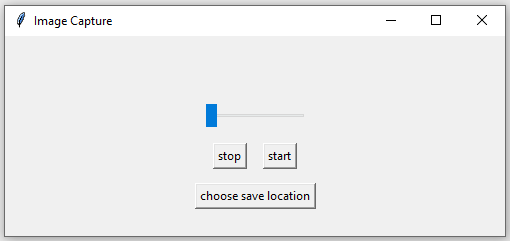 Image Capture
stop start
choose save location